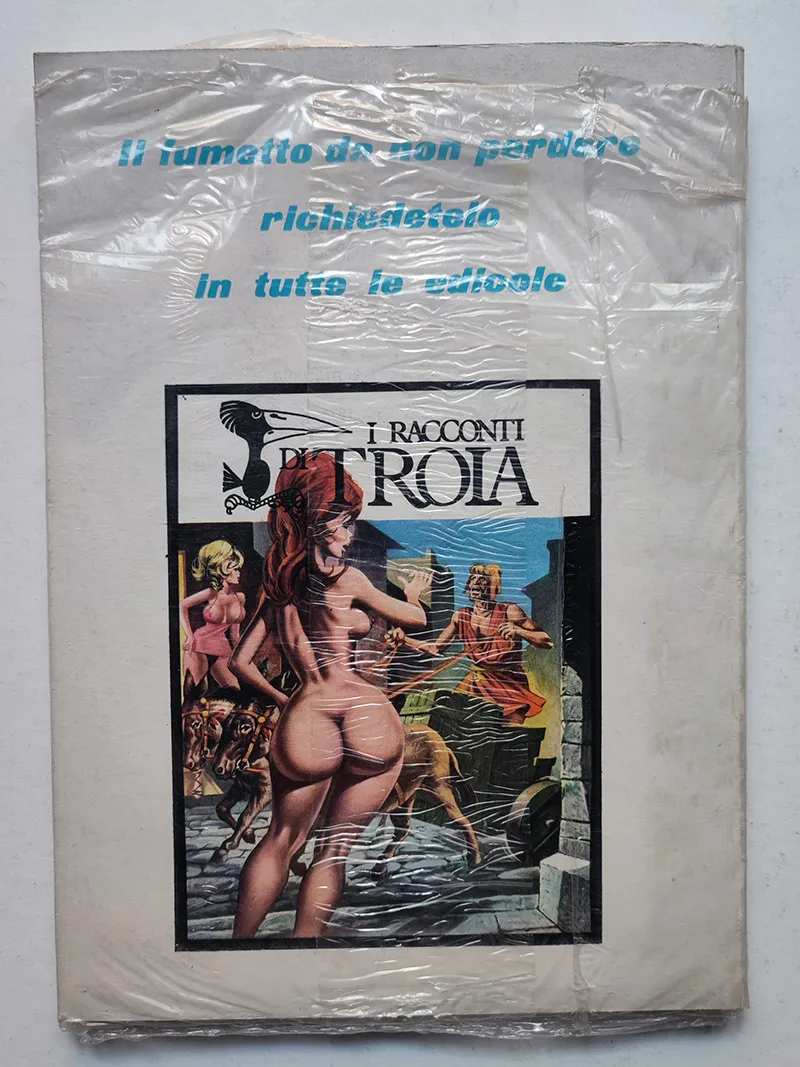 Il fumetto da non perdere
richiedetelo
in tutte le edicole
I RACCONTI
DI TROIA